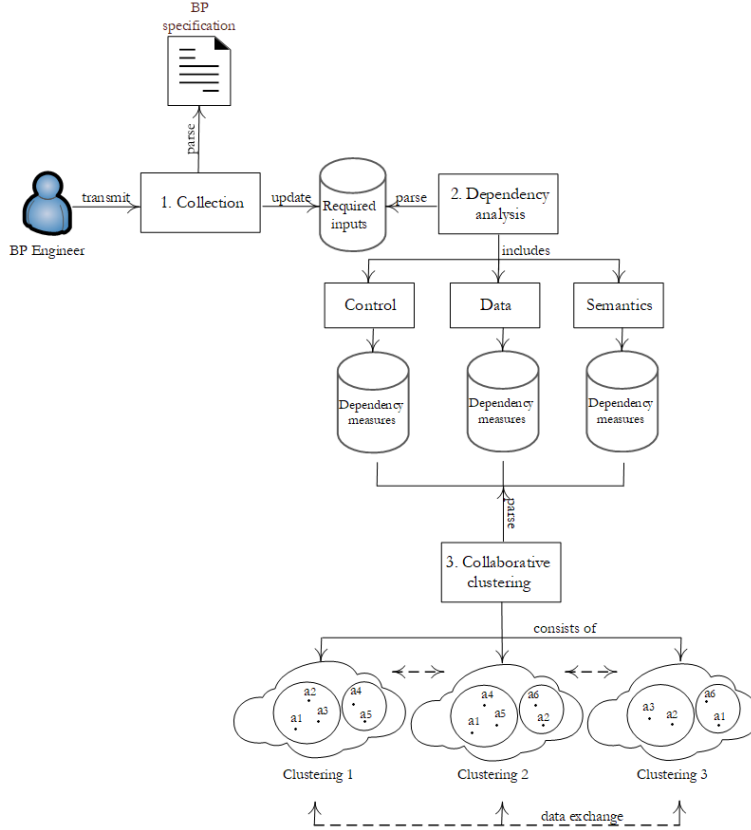 BP
specification
parse
transmit
1. Collection
update
Required
inputs
parse
2. Dependency
analysis
BP Engineer
includes
Control
Data
Semantics
Dependency
measures
Dependency
measures
Dependency
measures
parse
3. Collaborative
clustering
consists of
a2
a4
a1
a3
a5
a4
a6
a1
a5
a2
a3
a2
a6
a1
Clustering 1
Clustering 2
Clustering 3
data exchange